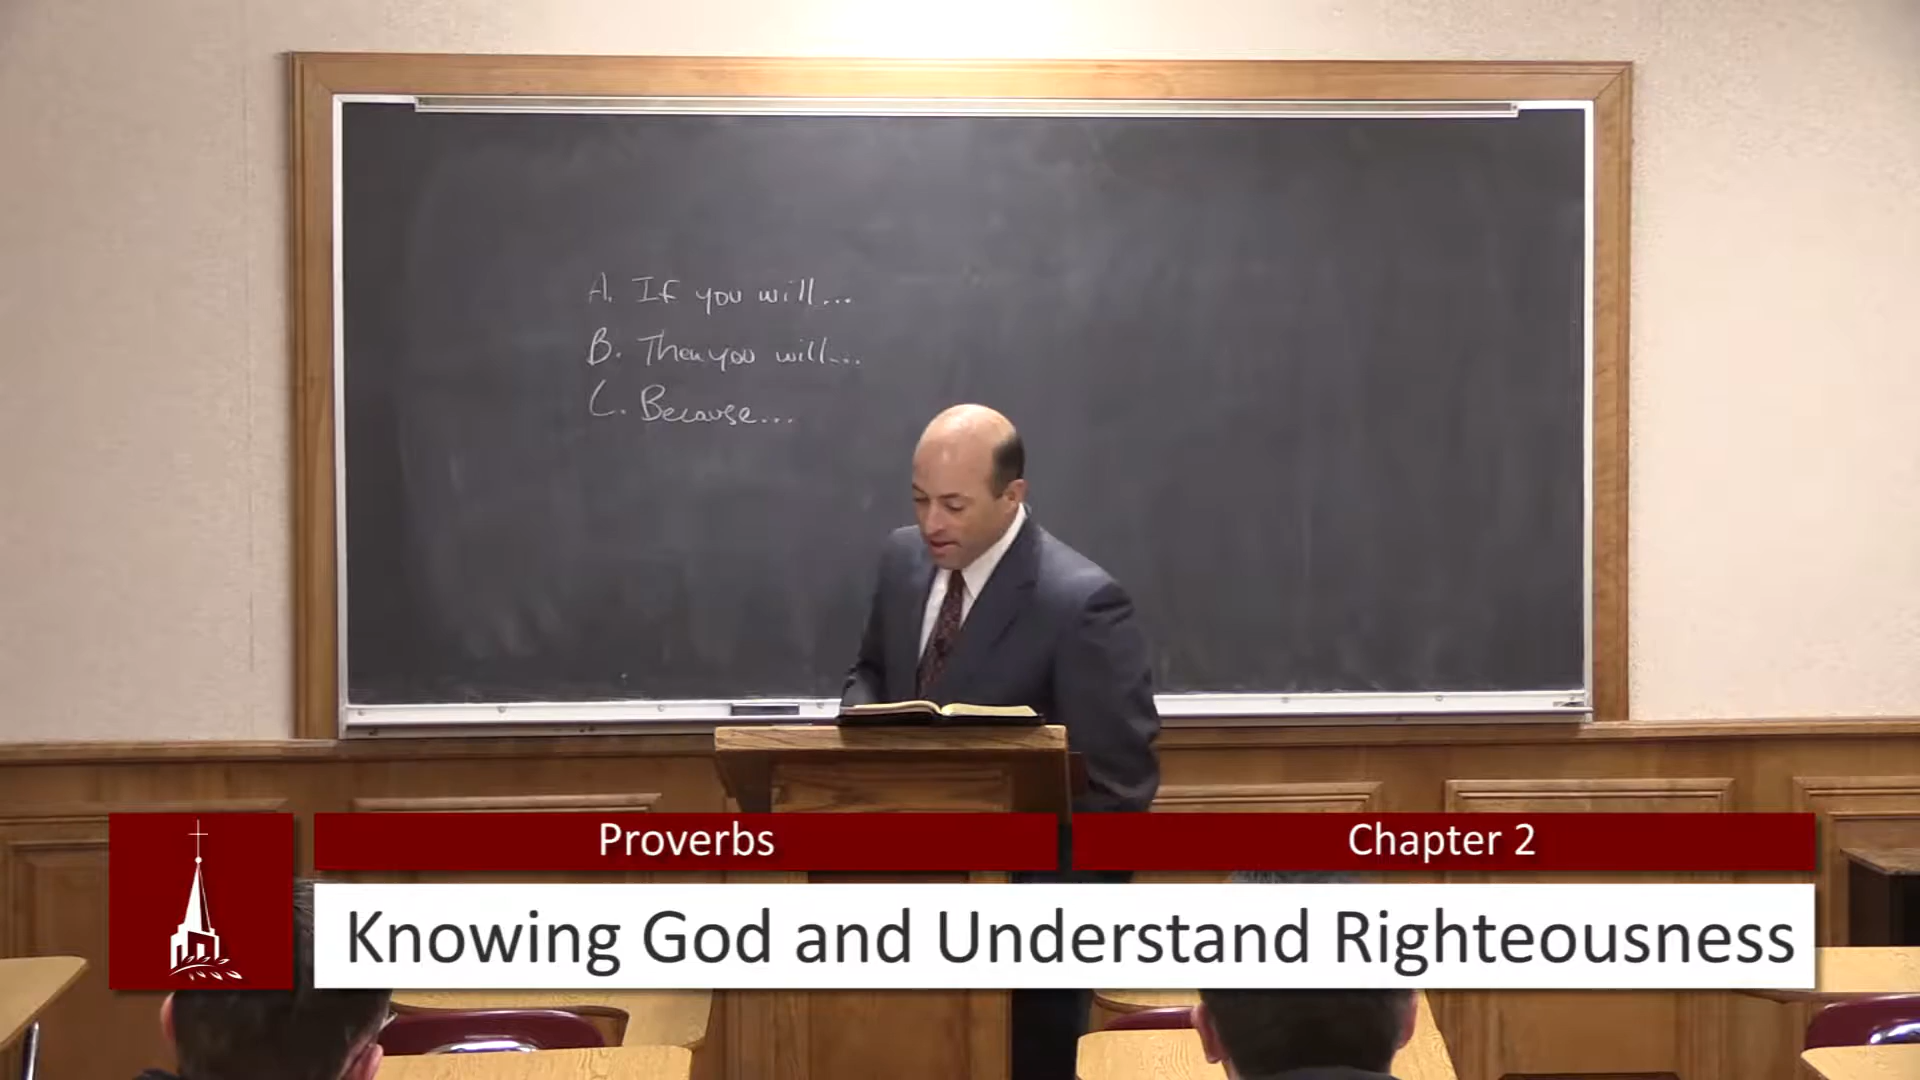 A. If you will...
B. Then you will...
C. Because...
Proverbs
Chapter 2
Knowing God and Understand Righteousness